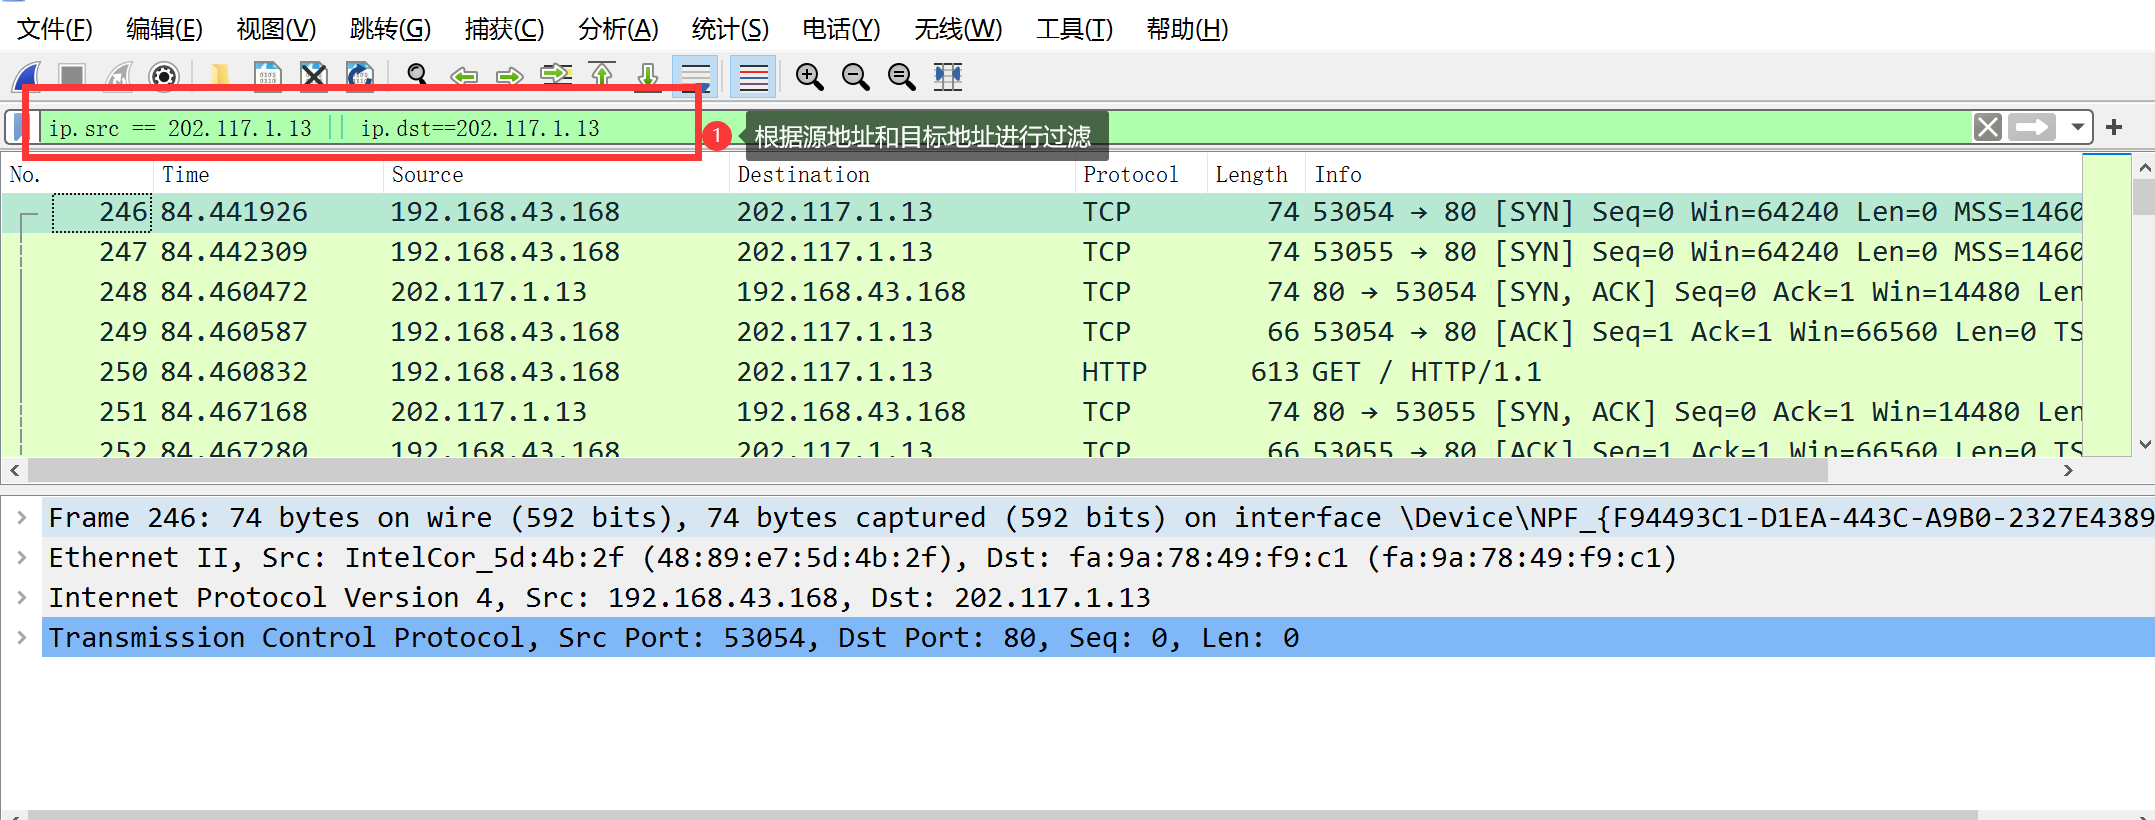 文件(F) 编辑(E) 视图(V) 跳转(G) 捕获(C) 分析(A) 统计(S) 电话(Y) 无线(W) 工具(T) 帮助(H)
ip.src == 202.117.1.13 || ip.dst==202.117.1.13
1 根据源地址和目标地址进行过滤
No. Time Source Destination Protocol Length Info
246 84.441926 192.168.43.168 202.117.1.13 TCP 74 53054 → 80 [SYN] Seq=0 Win=64240 Len=0 MSS=1460
247 84.442309 192.168.43.168 202.117.1.13 TCP 74 53055 → 80 [SYN] Seq=0 Win=64240 Len=0 MSS=1460
248 84.460472 202.117.1.13 192.168.43.168 TCP 74 80 → 53054 [SYN, ACK] Seq=0 Ack=1 Win=14480 Len
249 84.460587 192.168.43.168 202.117.1.13 TCP 66 53054 → 80 [ACK] Seq=1 Ack=1 Win=66560 Len=0 TS
250 84.460832 192.168.43.168 202.117.1.13 HTTP 613 GET / HTTP/1.1
251 84.467168 202.117.1.13 192.168.43.168 TCP 74 80 → 53055 [SYN, ACK] Seq=0 Ack=1 Win=14480 Len
252 84.467280 192.168.43.168 202.117.1.13 TCP 66 53055 → 80 [ACK] Seq=1 Ack=1 Win=66560 Len=0 TS
Frame 246: 74 bytes on wire (592 bits), 74 bytes captured (592 bits) on interface \Device\NPF_{F94493C1-D1EA-443C-A9B0-2327E4389
Ethernet II, Src: IntelCor_5d:4b:2f (48:89:e7:5d:4b:2f), Dst: fa:9a:78:49:f9:c1 (fa:9a:78:49:f9:c1)
Internet Protocol Version 4, Src: 192.168.43.168, Dst: 202.117.1.13
Transmission Control Protocol, Src Port: 53054, Dst Port: 80, Seq: 0, Len: 0